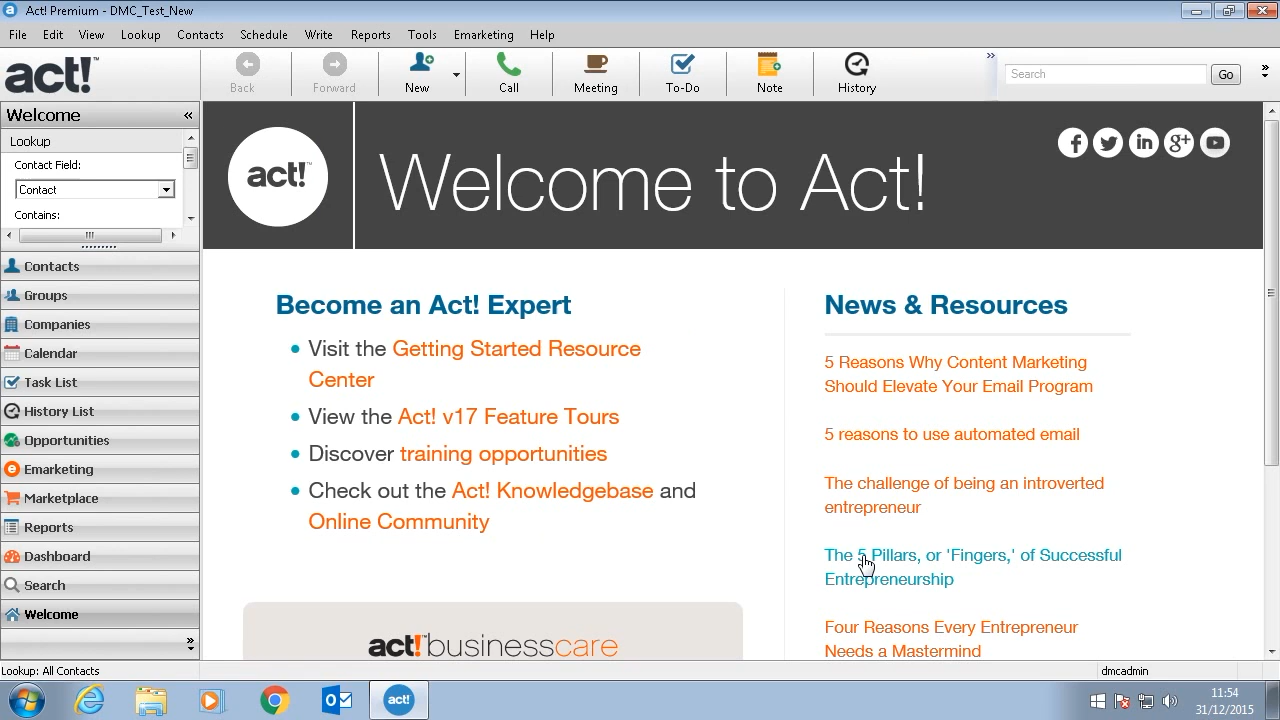 Act! Premium - DMC_Test_New
File Edit View Lookup Contacts Schedule Write Reports Tools Emarketing Help
act!™
Back Forward New Call Meeting To-Do Note History
Search Go
Welcome
Lookup
Contact Field:
Contact
Contains:
Contacts
Groups
Companies
Calendar
Task List
History List
Opportunities
Emarketing
Marketplace
Reports
Dashboard
Search
Welcome
act!™
Welcome to Act!
Become an Act! Expert
Visit the Getting Started Resource
Center
View the Act! v17 Feature Tours
Discover training opportunities
Check out the Act! Knowledgebase and
Online Community
act!™businesscare
News & Resources
5 Reasons Why Content Marketing
Should Elevate Your Email Program
5 reasons to use automated email
The challenge of being an introverted
entrepreneur
The 5 Pillars, or 'Fingers,' of Successful
Entrepreneurship
Four Reasons Every Entrepreneur
Needs a Mastermind
Lookup: All Contacts
dmcadmin
act!
11:54
31/12/2015